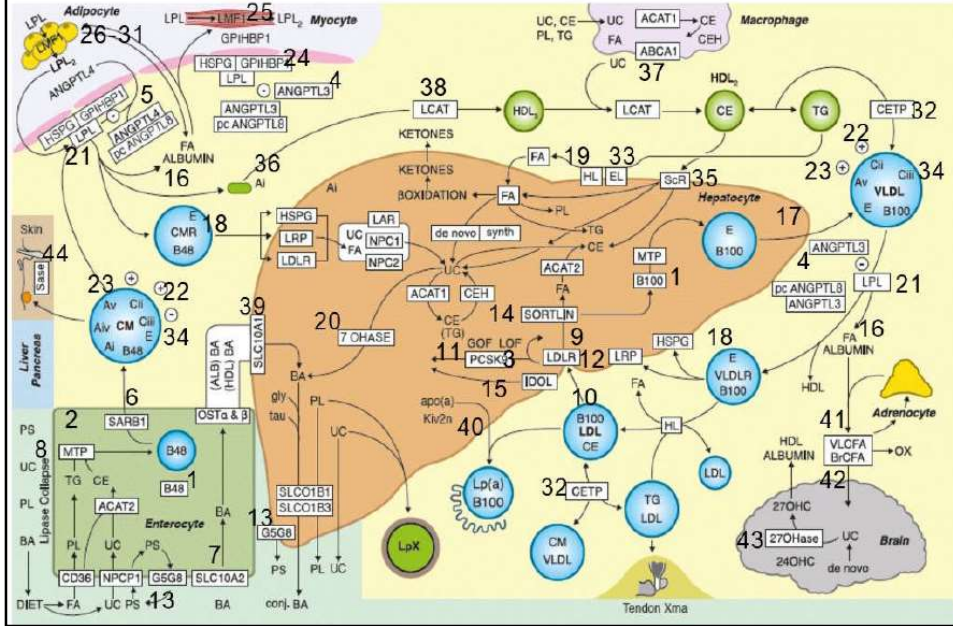 Adipocyte
LPL
LMF1
26-31
LPL₂
ANGPTL4
5
HSPG GPIHBP1
LPL
ANGPTL4
pc ANGPTL8
21
16
FA
ALBUMIN
LPL LMF1 LPL₂
25
Myocyte
GPIHBP1
HSPG GPIHBP1
24
LPL
4
ANGPTL3
ANGPTL3
pc ANGPTL8
36
Ai
38
LCAT
HDL₃
LCAT
HDL₂
CE
TG
CETP
32
UC, CE
PL, TG
UC ACAT1 CE
FA CEH
ABCA1
UC
37
Macrophage
KETONES
KETONES
βOXIDATION
FA
19
33
HL EL
ScR
35
FA
PL
TG
de novo synth
CE
Ai
Hepatocyte
17
E
B100
22
23
Cii
Av Ciii
VLDL
E B100
34
E
CMR
B48
18
HSPG
LRP
LDLR
UC
FA
LAR
NPC1
NPC2
UC
ACAT1 CEH
CE
(TG)
ACAT2
FA
MTP
B100
1
SORTLIN
14
ANGPTL3
4
pc ANGPTL8
ANGPTL3
LPL
21
Skin
Sase
44
23
22
Av Cii
Aiv CM Ciii
E
Ai B48
34
39
SLC10A1
20
7 OHASE
11
GOF LOF
PCSK9
3
9
LDLR
12
15
IDOL
LRP
HSPG
18
E
VLDLR
B100
16
FA
ALBUMIN
HDL
Adrenocyte
Liver
Pancreas
(ALB) BA
(HDL) BA
BA
gly
tau
PL
UC
apo(a)
Kiv2n
40
10
B100
LDL
CE
FA
HL
LDL
41
VLCFA
BrCFA
OX
42
6
SARB1
OSTα & β
2
PS
8
UC
PL
BA
Lipase Collapse
MTP
B48
1
B48
TG CE
ACAT2
Enterocyte
BA
PL UC PS
7
CD36 NPCP1 G5G8 SLC10A2
DIET FA UC PS 13 BA
SLCO1B1
SLCO1B3
13
G5G8
PS PL UC
conj. BA
LpX
Lp(a)
B100
32
CETP
CM
VLDL
TG
LDL
Tendon Xma
HDL
ALBUMIN
27OHC
43
27OHase
24OHC
UC
de novo
Brain